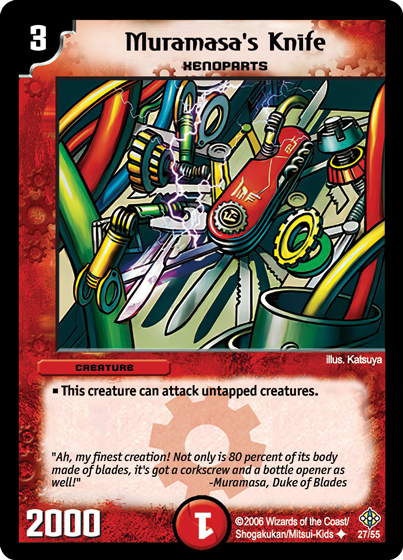 3
Muramasa's Knife
XENOPARTS
illus. Katsuya
CREATURE
▪ This creature can attack untapped creatures.
"Ah, my finest creation! Not only is 80 percent of its body
made of blades, it's got a corkscrew and a bottle opener as
well!" -Muramasa, Duke of Blades
2000
1
©2006 Wizards of the Coast/
Shogakukan/Mitsui-Kids ✦ 27/55